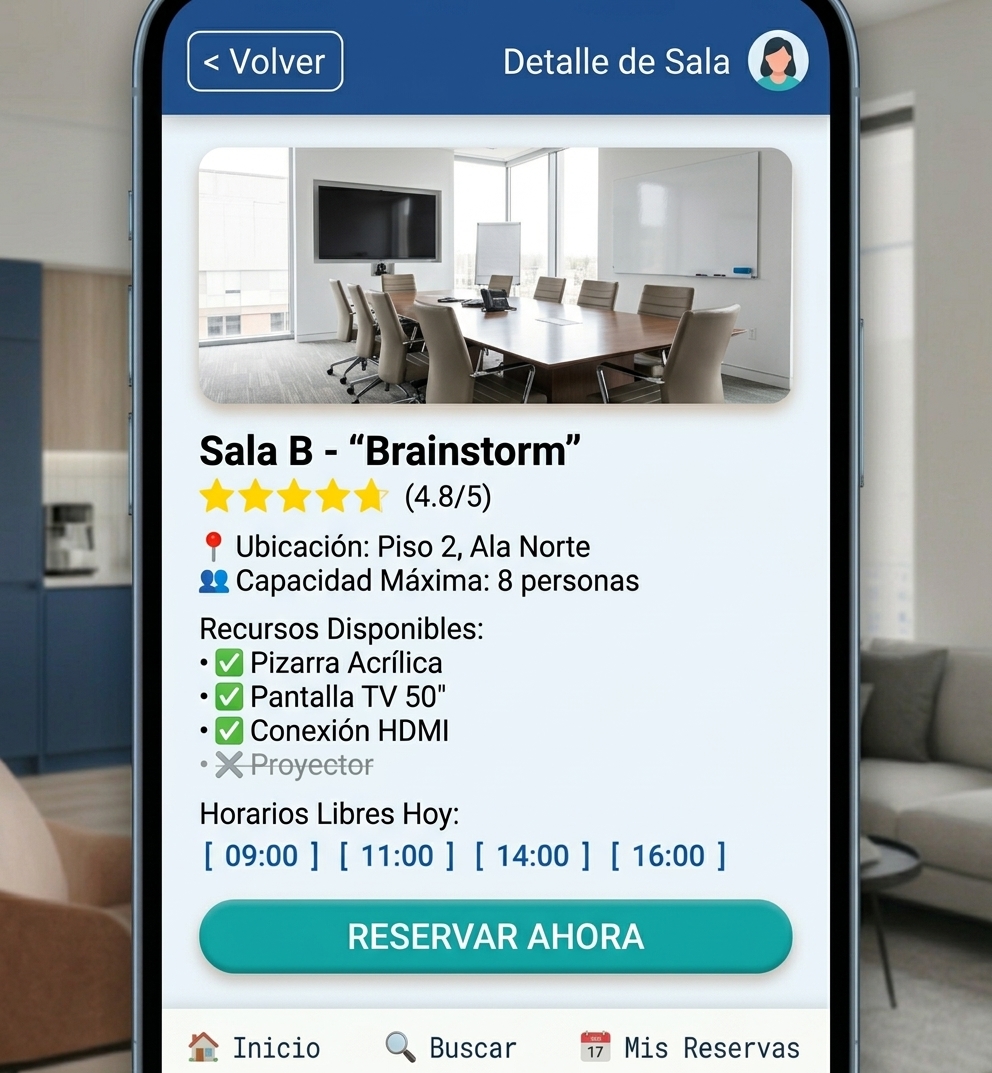 < Volver
Detalle de Sala
Sala B - “Brainstorm”
(4.8/5)
📍 Ubicación: Piso 2, Ala Norte
👥 Capacidad Máxima: 8 personas
Recursos Disponibles:
• ✅ Pizarra Acrílica
• ✅ Pantalla TV 50"
• ✅ Conexión HDMI
• ❌ Proyector
Horarios Libres Hoy:
[ 09:00 ] [ 11:00 ] [ 14:00 ] [ 16:00 ]
RESERVAR AHORA
🏠 Inicio 🔍 Buscar 17 Mis Reservas